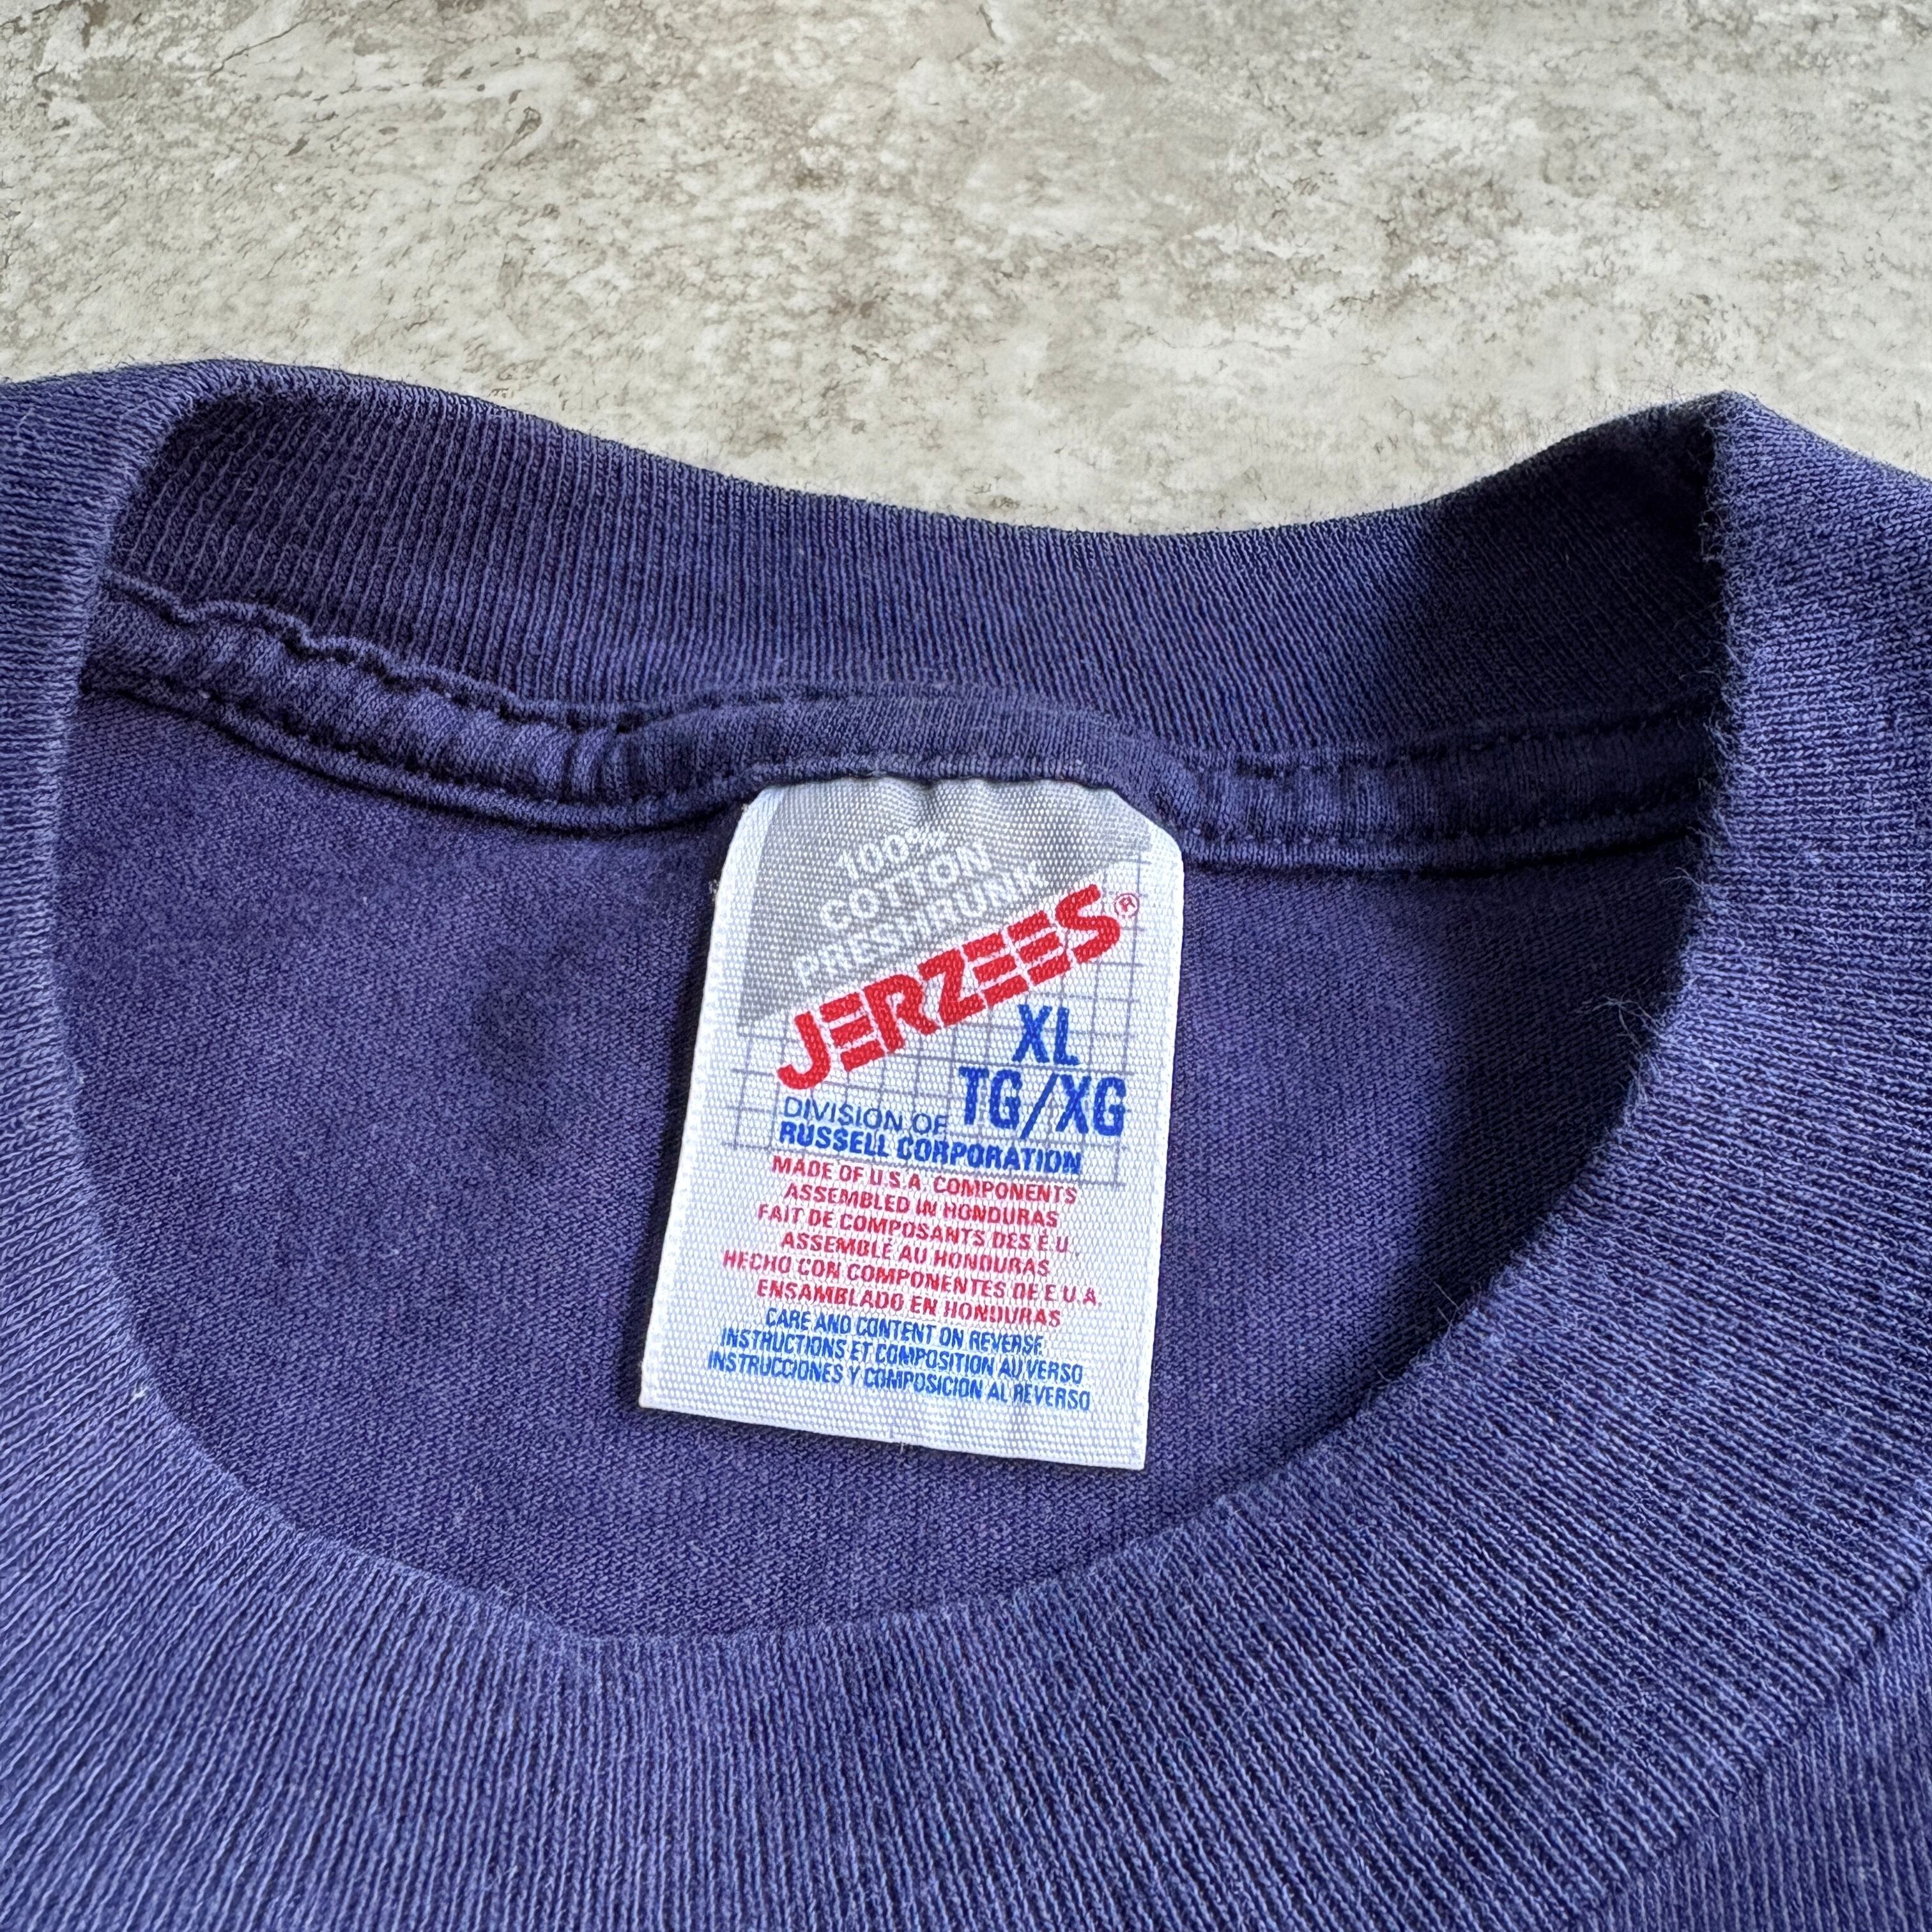 100%
COTTON
PRESHRUNK
JERZEES®
XL
TG/XG
DIVISION OF
RUSSELL CORPORATION
MADE OF U.S.A. COMPONENTS
ASSEMBLED IN HONDURAS
FAIT DE COMPOSANTS DES É.U.
ASSEMBLÉ AU HONDURAS
HECHO CON COMPONENTES DE E.U.A.
ENSAMBLADO EN HONDURAS
CARE AND CONTENT ON REVERSE
INSTRUCTIONS ET COMPOSITION AU VERSO
INSTRUCCIONES Y COMPOSICION AL REVERSO